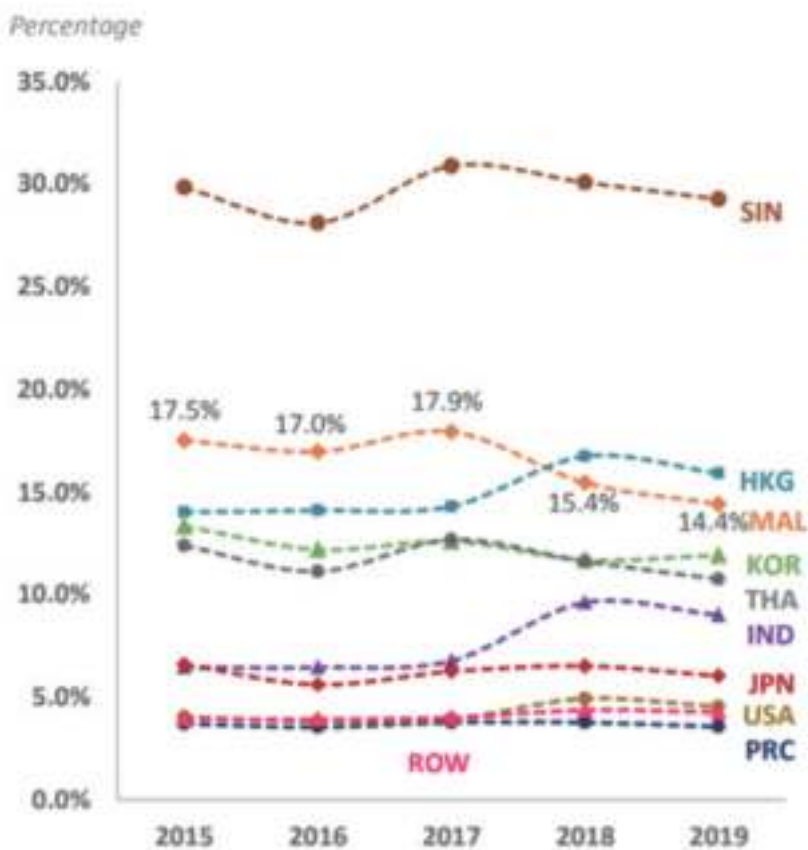 Percentage
35.0%
30.0%
SIN
25.0%
20.0%
17.5% 17.0% 17.9%
15.0%
HKG
15.4%
14.4% MAL
KOR
10.0%
THA
IND
JPN
5.0%
USA
PRC
ROW
0.0%
2015 2016 2017 2018 2019